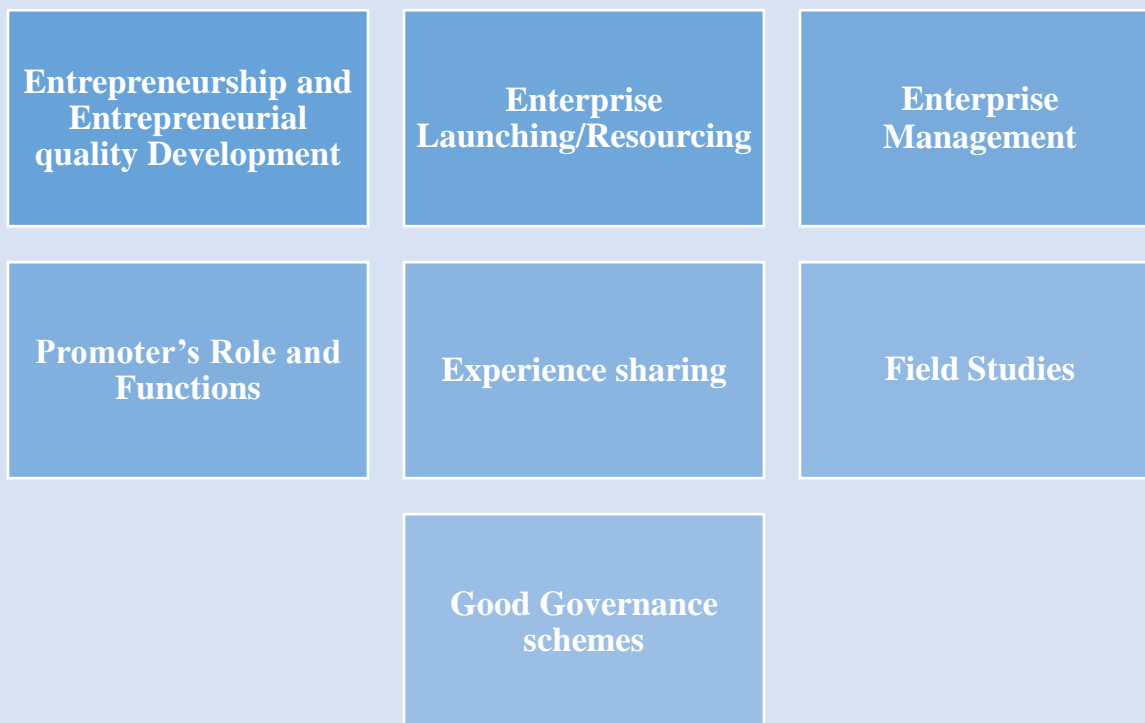 Entrepreneurship and
Entrepreneurial
quality Development
Enterprise
Launching/Resourcing
Enterprise
Management
Promoter’s Role and
Functions
Experience sharing
Field Studies
Good Governance
schemes